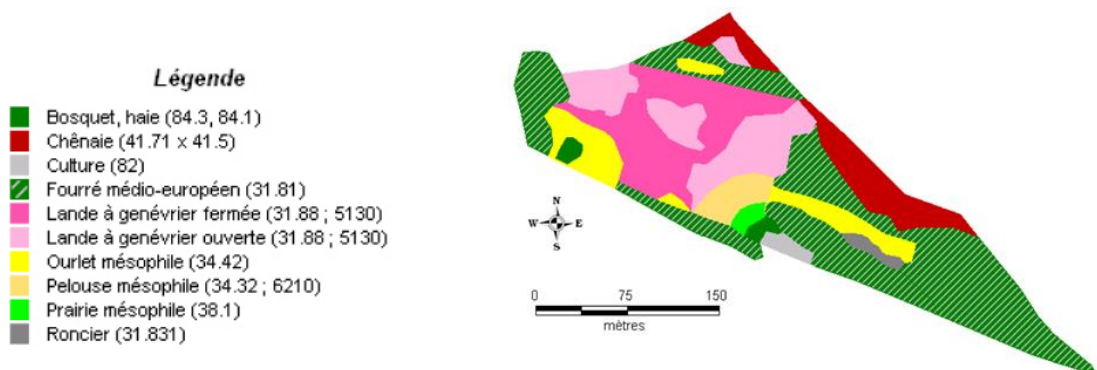 Légende
Bosquet, haie (84.3, 84.1)
Chênaie (41.71 x 41.5)
Culture (82)
Fourré médio-européen (31.81)
Lande à genévrier fermée (31.88 ; 5130)
Lande à genévrier ouverte (31.88 ; 5130)
Ourlet mésophile (34.42)
Pelouse mésophile (34.32 ; 6210)
Prairie mésophile (38.1)
Roncier (31.831)
N
W E
S
0 75 150
mètres